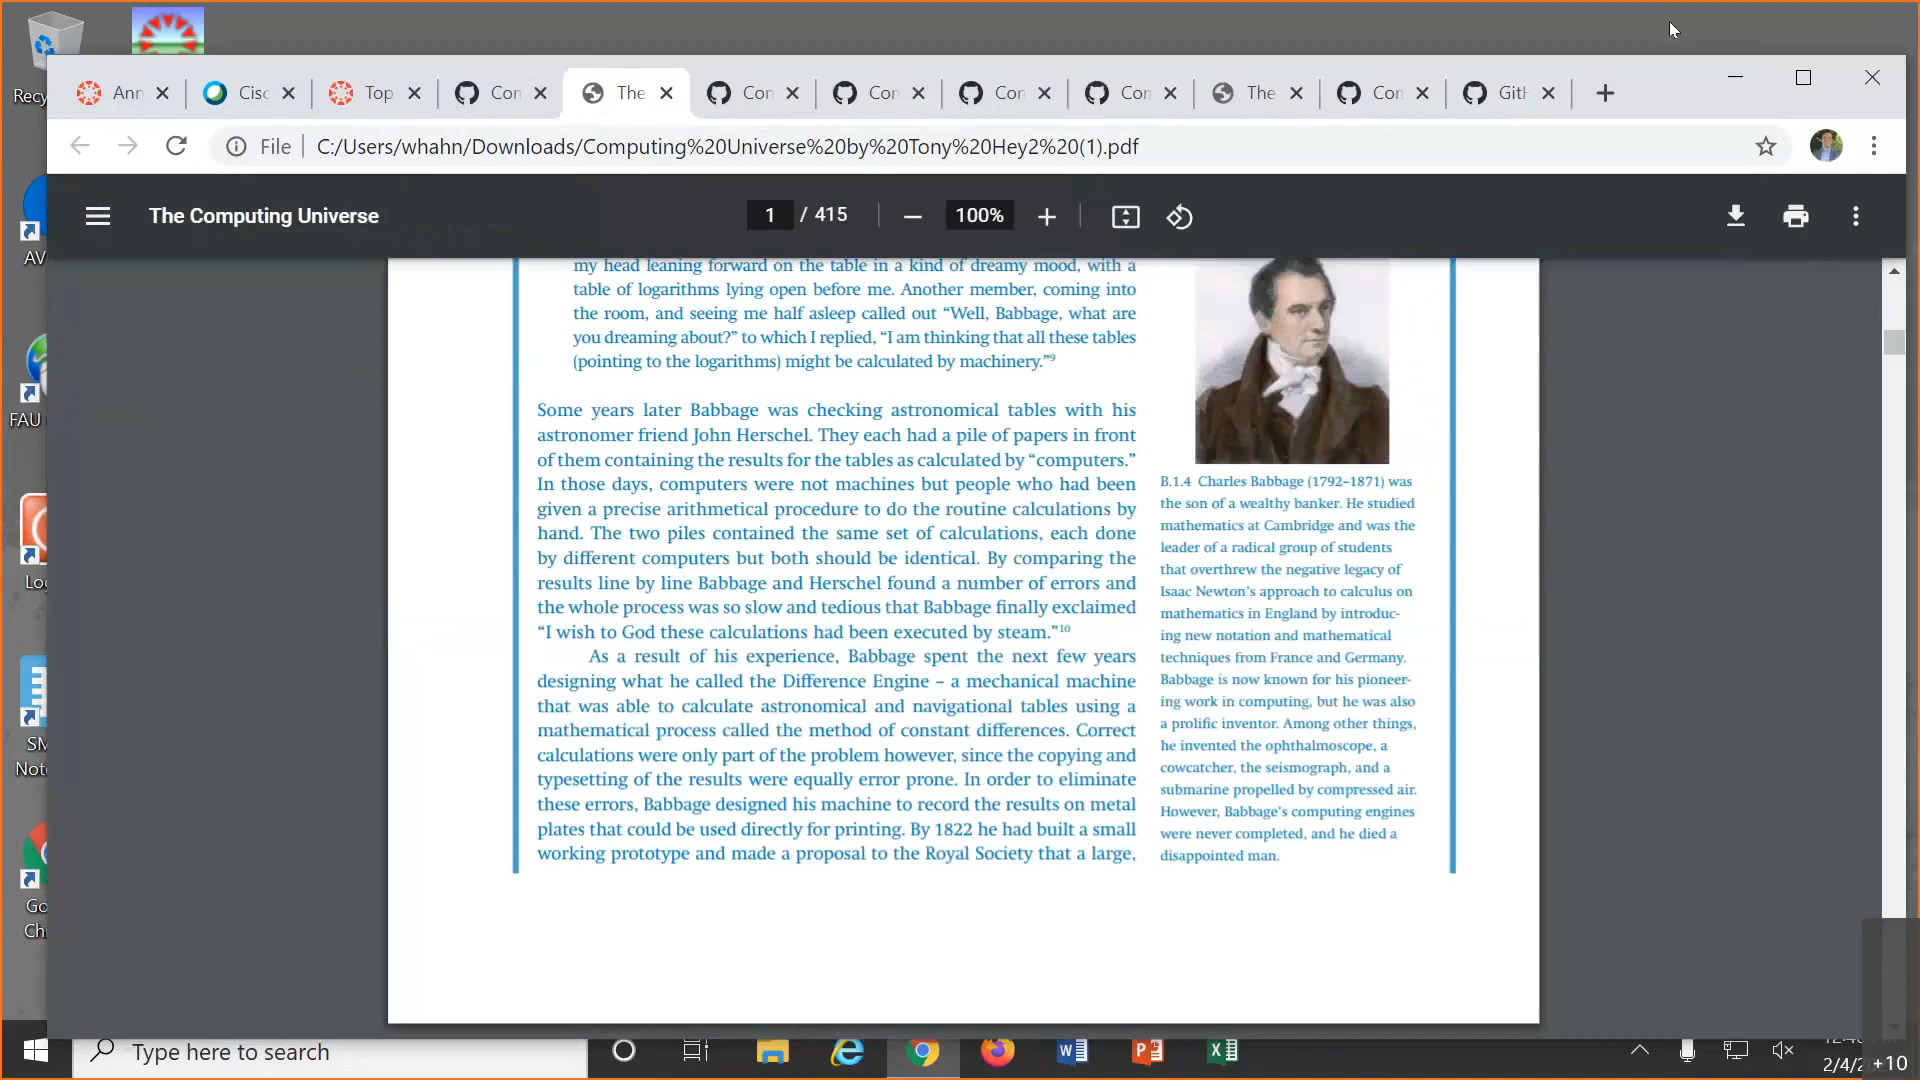 Recy
Ann
Cisc
Top
Con
The
Con
Con
Con
Con
The
Con
GitH
File
C:/Users/whahn/Downloads/Computing%20Universe%20by%20Tony%20Hey2%20(1).pdf
The Computing Universe
1 / 415
100%
AV
FAU
Log
SM
Note
Go
Chr
my head leaning forward on the table in a kind of dreamy mood, with a
table of logarithms lying open before me. Another member, coming into
the room, and seeing me half asleep called out “Well, Babbage, what are
you dreaming about?” to which I replied, “I am thinking that all these tables
(pointing to the logarithms) might be calculated by machinery.”9
Some years later Babbage was checking astronomical tables with his
astronomer friend John Herschel. They each had a pile of papers in front
of them containing the results for the tables as calculated by “computers.”
In those days, computers were not machines but people who had been
given a precise arithmetical procedure to do the routine calculations by
hand. The two piles contained the same set of calculations, each done
by different computers but both should be identical. By comparing the
results line by line Babbage and Herschel found a number of errors and
the whole process was so slow and tedious that Babbage finally exclaimed
“I wish to God these calculations had been executed by steam.”10
As a result of his experience, Babbage spent the next few years
designing what he called the Difference Engine – a mechanical machine
that was able to calculate astronomical and navigational tables using a
mathematical process called the method of constant differences. Correct
calculations were only part of the problem however, since the copying and
typesetting of the results were equally error prone. In order to eliminate
these errors, Babbage designed his machine to record the results on metal
plates that could be used directly for printing. By 1822 he had built a small
working prototype and made a proposal to the Royal Society that a large,
B.1.4 Charles Babbage (1792–1871) was
the son of a wealthy banker. He studied
mathematics at Cambridge and was the
leader of a radical group of students
that overthrew the negative legacy of
Isaac Newton’s approach to calculus on
mathematics in England by introduc-
ing new notation and mathematical
techniques from France and Germany.
Babbage is now known for his pioneer-
ing work in computing, but he was also
a prolific inventor. Among other things,
he invented the ophthalmoscope, a
cowcatcher, the seismograph, and a
submarine propelled by compressed air.
However, Babbage’s computing engines
were never completed, and he died a
disappointed man.
Type here to search
2/4/2
+10